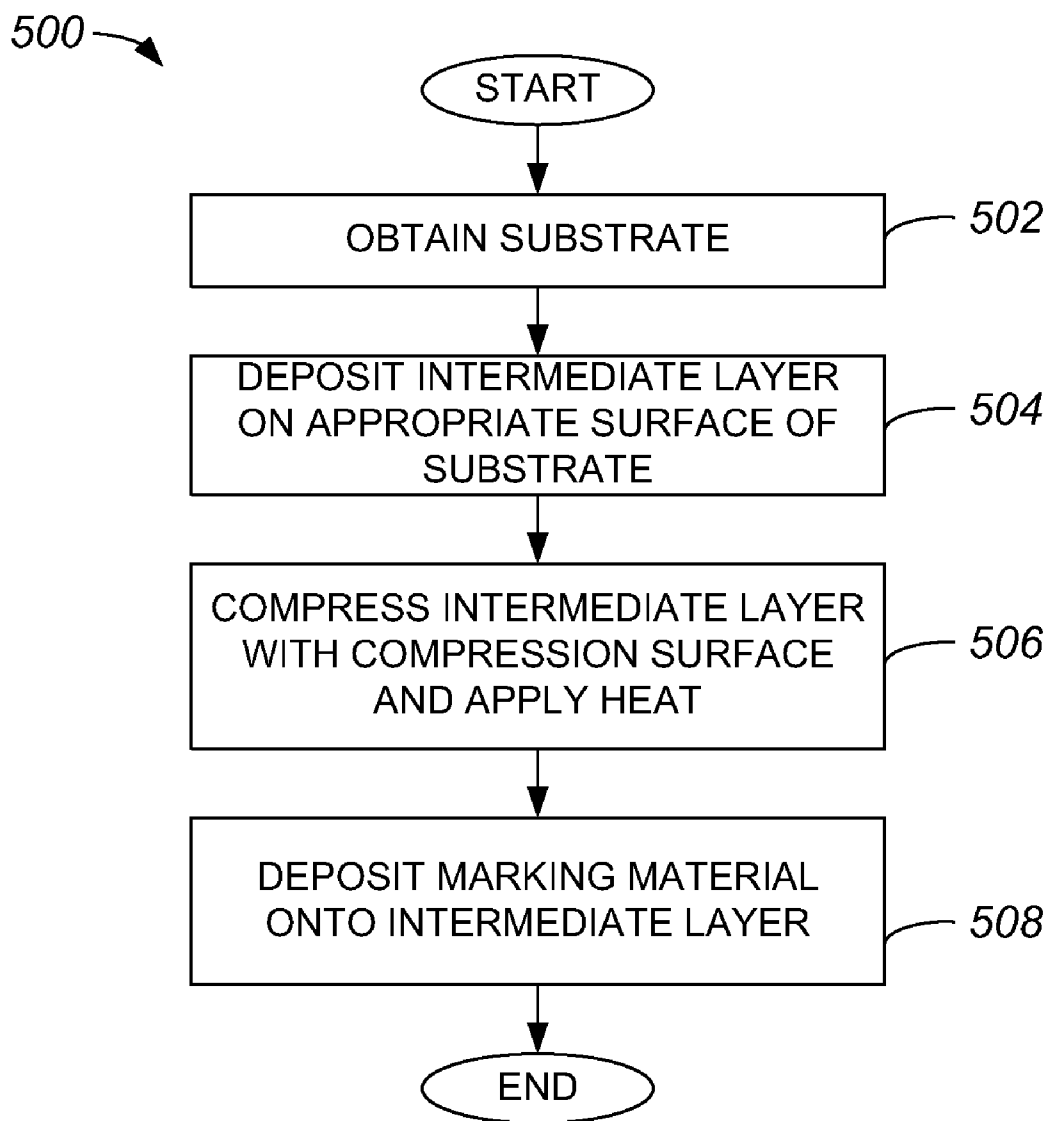 500
START
OBTAIN SUBSTRATE
502
DEPOSIT INTERMEDIATE LAYER
ON APPROPRIATE SURFACE OF
SUBSTRATE
504
COMPRESS INTERMEDIATE LAYER
WITH COMPRESSION SURFACE
AND APPLY HEAT
506
DEPOSIT MARKING MATERIAL
ONTO INTERMEDIATE LAYER
508
END